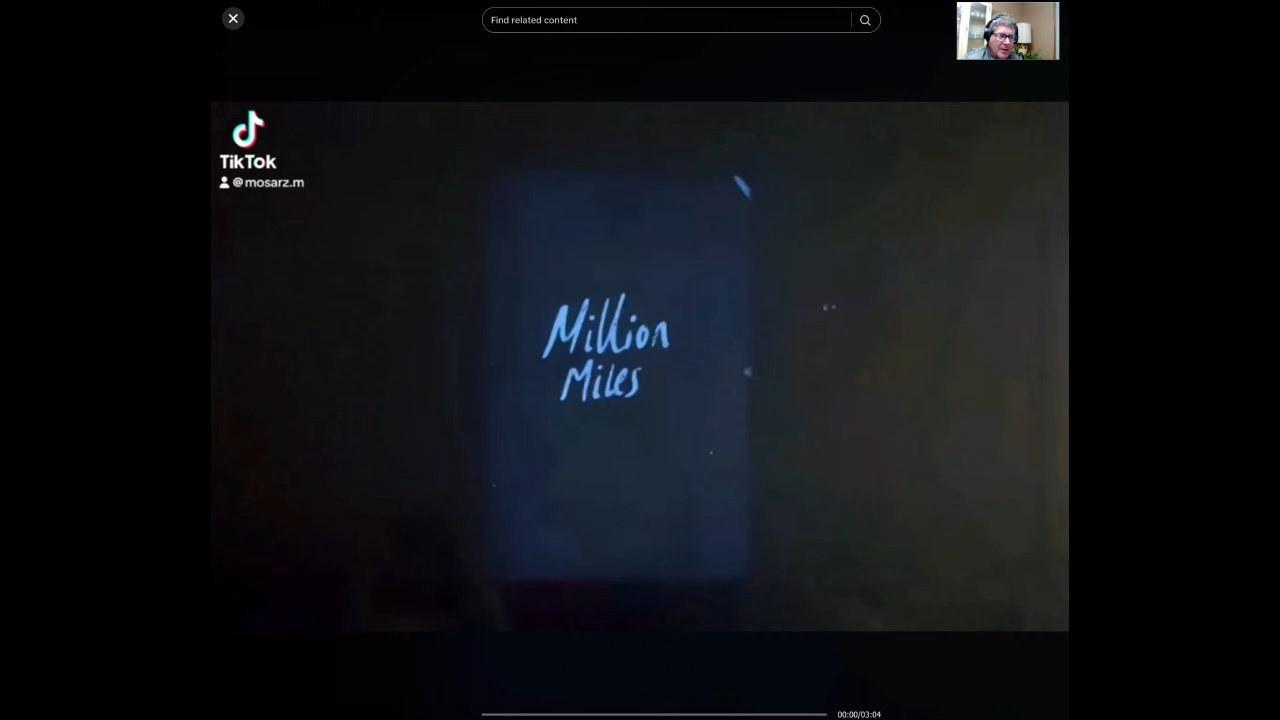 Find related content
TikTok
@mosarz.m
Million
Miles
00:00/03:04